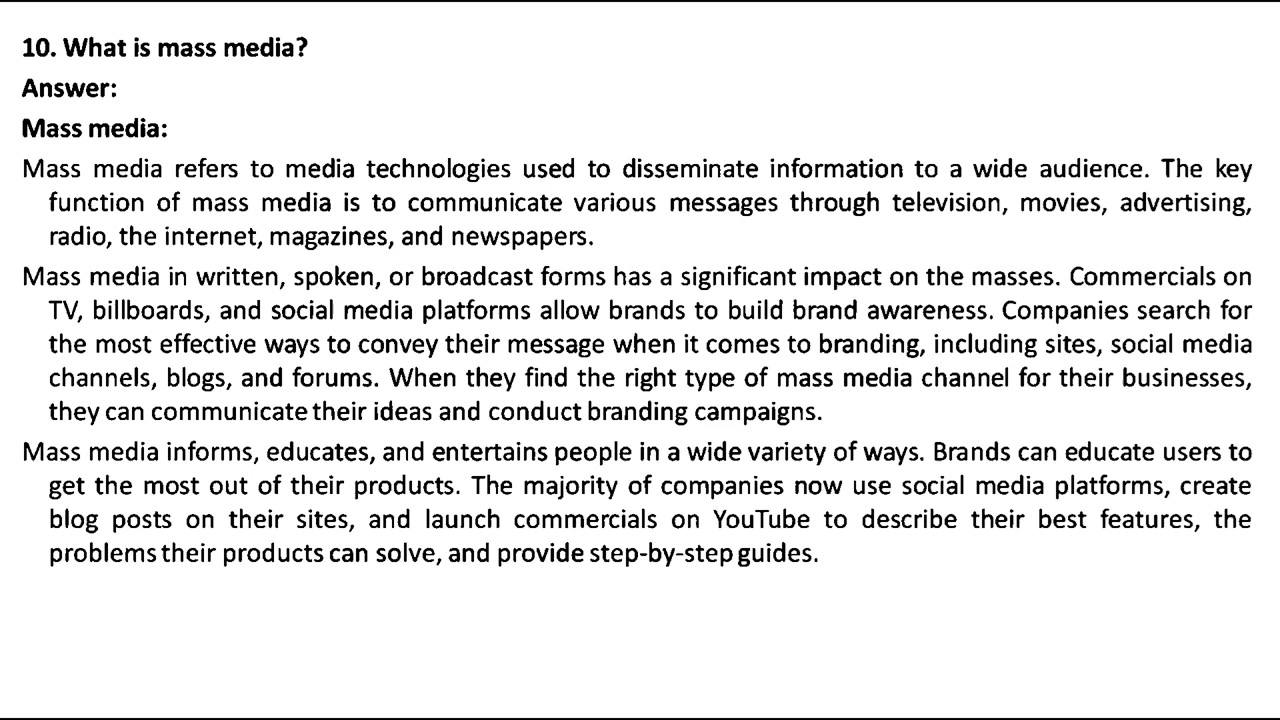 10. What is mass media?
Answer:
Mass media:
Mass media refers to media technologies used to disseminate information to a wide audience. The key
function of mass media is to communicate various messages through television, movies, advertising,
radio, the internet, magazines, and newspapers.
Mass media in written, spoken, or broadcast forms has a significant impact on the masses. Commercials on
TV, billboards, and social media platforms allow brands to build brand awareness. Companies search for
the most effective ways to convey their message when it comes to branding, including sites, social media
channels, blogs, and forums. When they find the right type of mass media channel for their businesses,
they can communicate their ideas and conduct branding campaigns.
Mass media informs, educates, and entertains people in a wide variety of ways. Brands can educate users to
get the most out of their products. The majority of companies now use social media platforms, create
blog posts on their sites, and launch commercials on YouTube to describe their best features, the
problems their products can solve, and provide step-by-step guides.